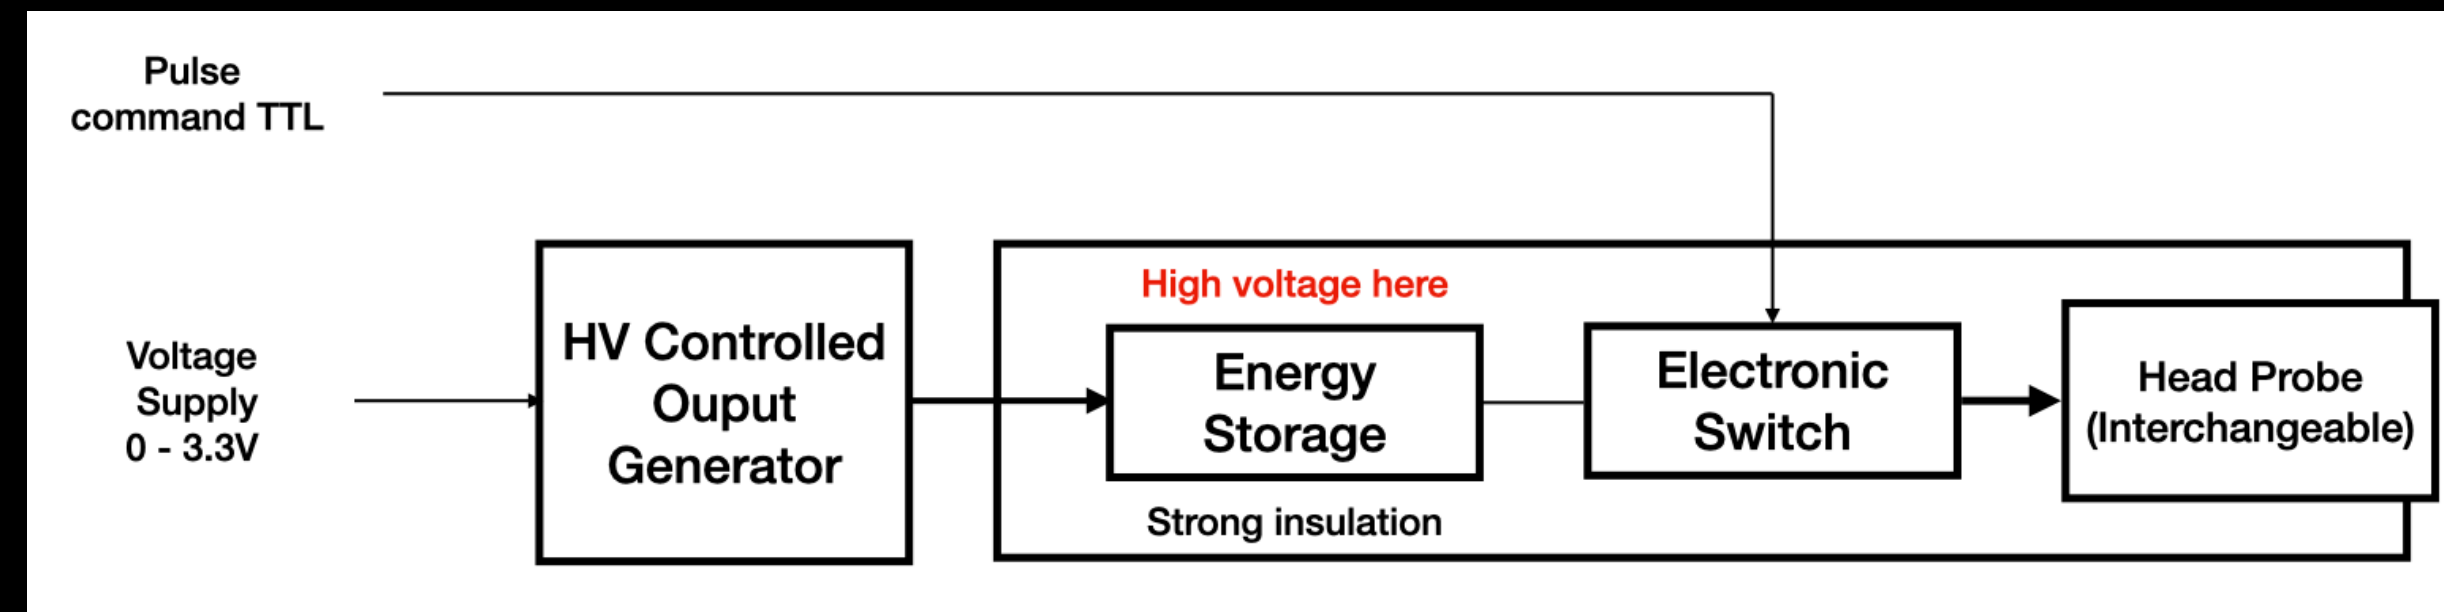 Pulse
command TTL
Voltage
Supply
0 - 3.3V
HV Controlled
Ouput
Generator
High voltage here
Energy
Storage
Strong insulation
Electronic
Switch
Head Probe
(Interchangeable)